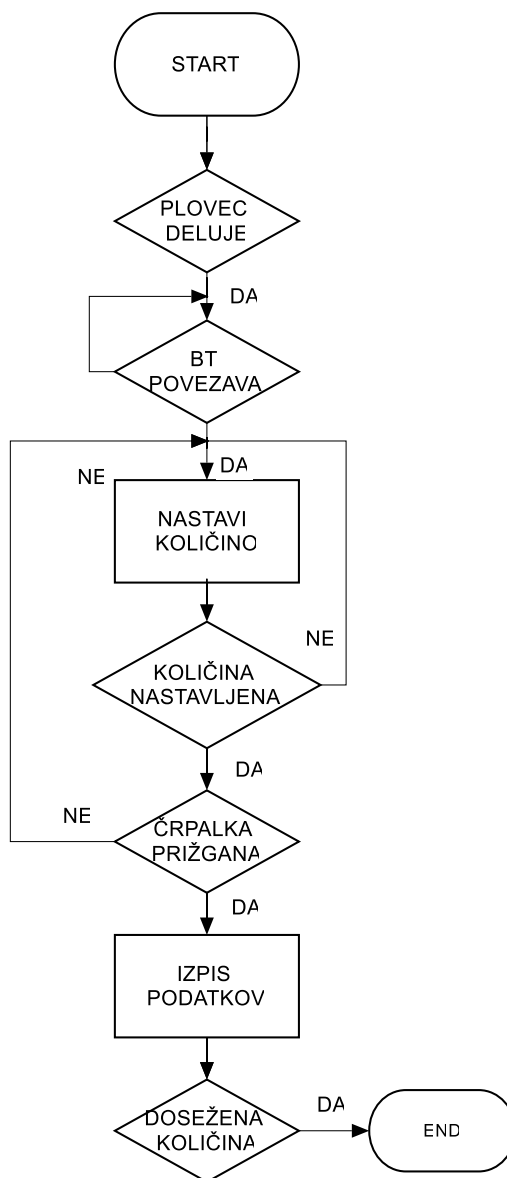 START
PLOVEC
DELUJE
DA
BT
POVEZAVA
NE
DA
NASTAVI
KOLIČINO
NE
KOLIČINA
NASTAVLJENA
DA
NE
ČRPALKA
PRIŽGANA
DA
IZPIS
PODATKOV
DA
DOSEŽENA
KOLIČINA
END